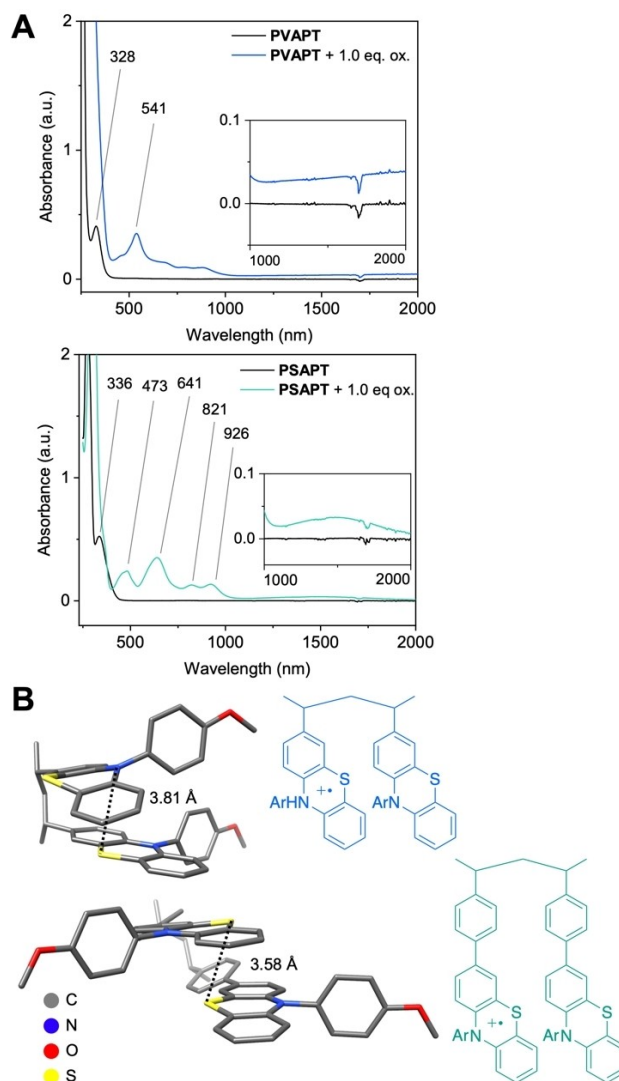 A
PVAPT
PVAPT + 1.0 eq. ox.
328
541
2
1
0
Absorbance (a.u.)
0.1
0.0
1000
2000
500
1000
1500
2000
Wavelength (nm)
PSAPT
PSAPT + 1.0 eq ox.
336
473
641
821
926
2
1
0
Absorbance (a.u.)
0.1
0.0
1000
2000
500
1000
1500
2000
Wavelength (nm)
B
3.81 Å
S
S
+•
ArHN
ArN
3.58 Å
C
N
O
S
S
S
ArN
+•
ArN